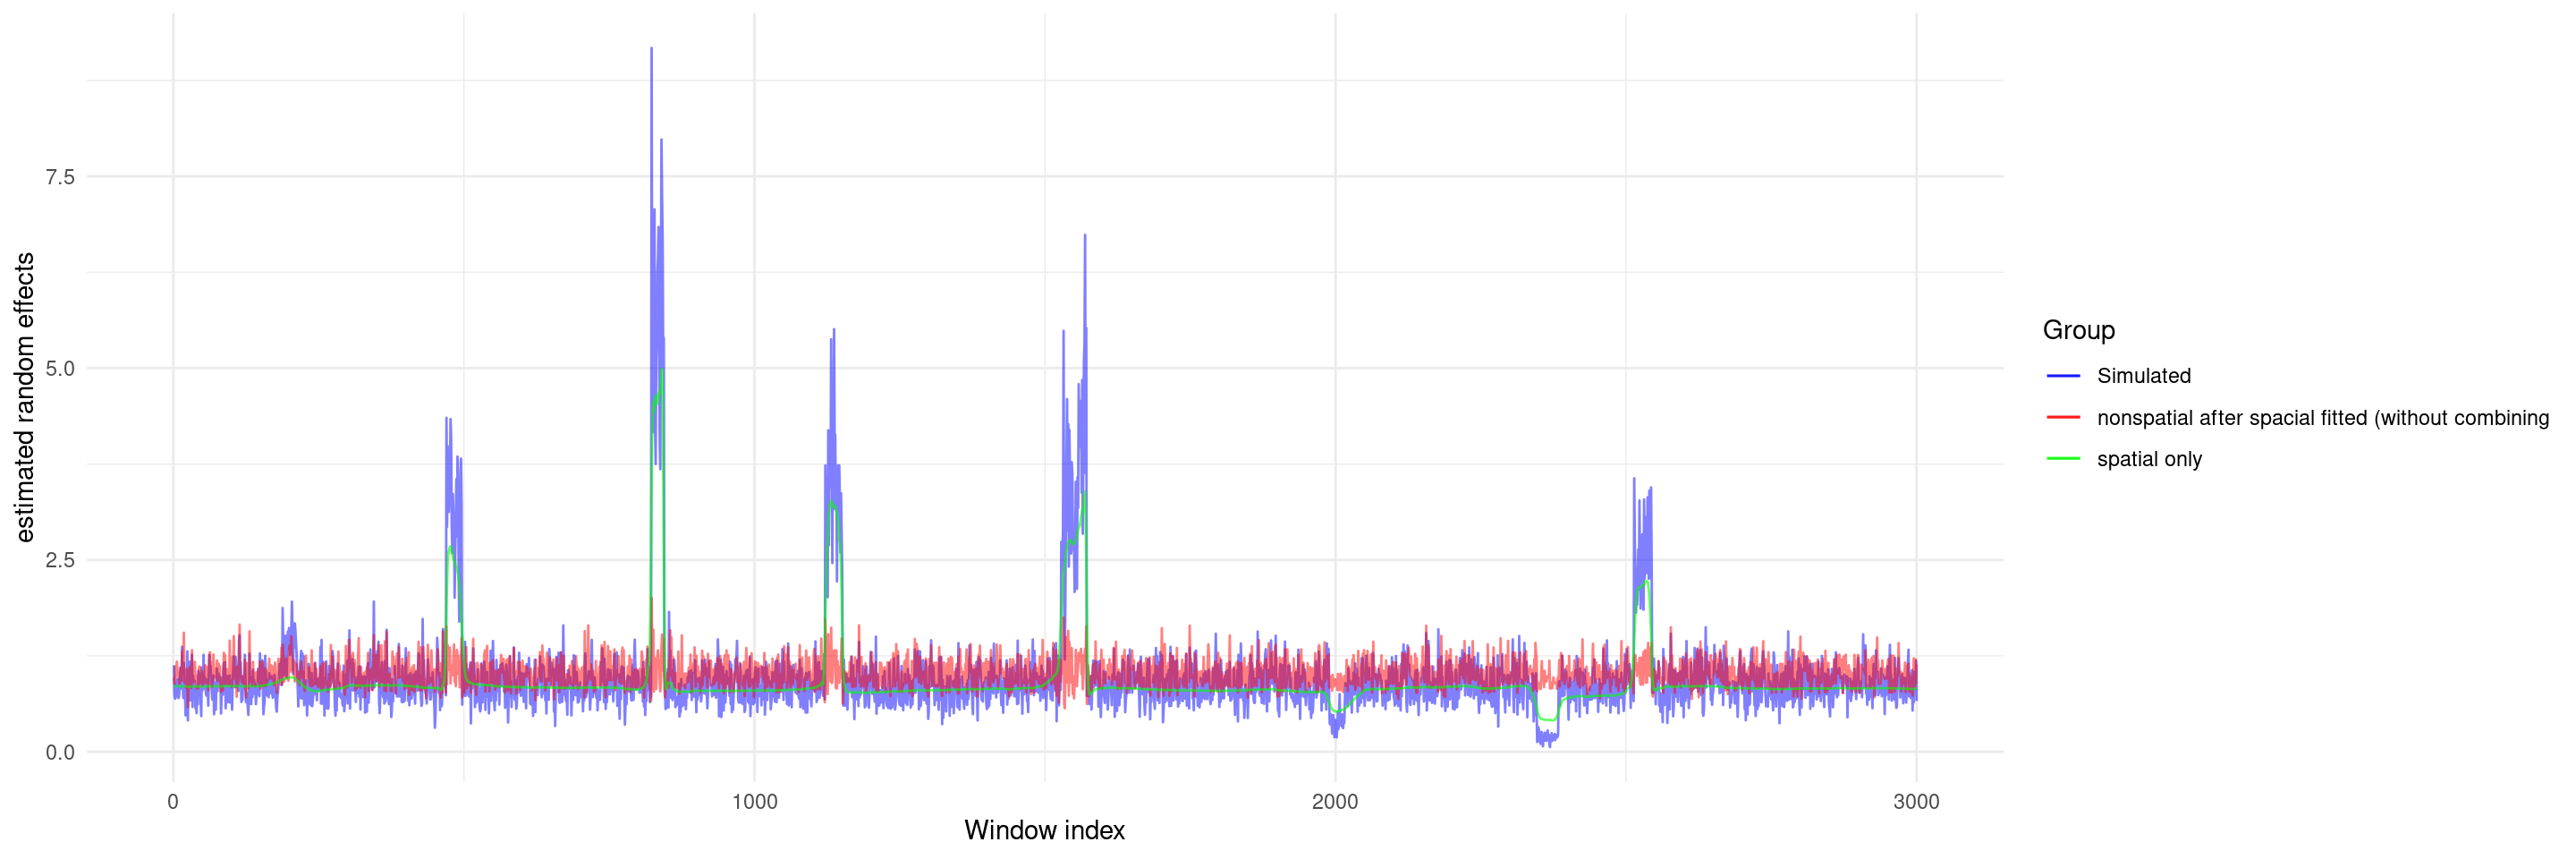 estimated random effects
7.5
5.0
2.5
0.0
0
1000
2000
3000
Window index
Group
Simulated
nonspatial after spacial fitted (without combining
spatial only